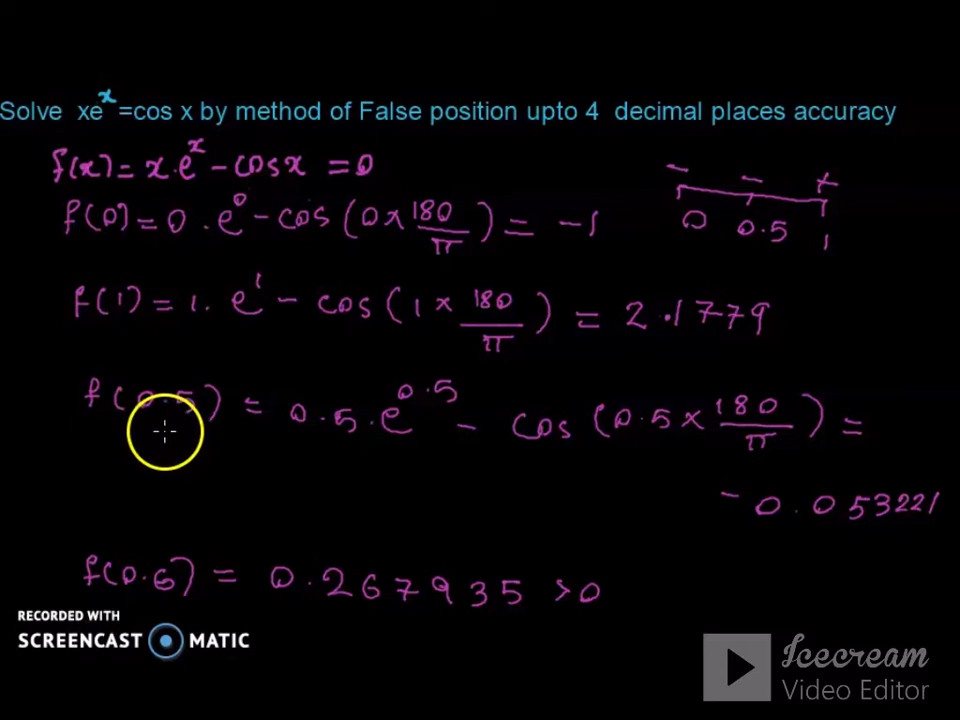 Solve xe^x =cos x by method of False position upto 4 decimal places accuracy
f(x) = x.e^x - cosx = 0
- - +
0 0.5 1
f(0) = 0.e^0 - cos(0 × 180/π) = -1
f(1) = 1.e^1 - cos(1 × 180/π) = 2.1779
f(0.5) = 0.5.e^0.5 - cos(0.5 × 180/π) =
-0.053221
f(0.6) = 0.267935 >0
RECORDED WITH
SCREENCAST MATIC
Icecream
Video Editor